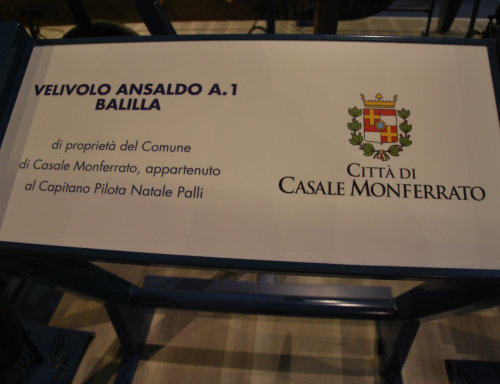 VELIVOLO ANSALDO A.1
BALILLA
di proprietà del Comune
di Casale Monferrato, appartenuto
al Capitano Pilota Natale Palli
CITTÀ DI
CASALE MONFERRATO